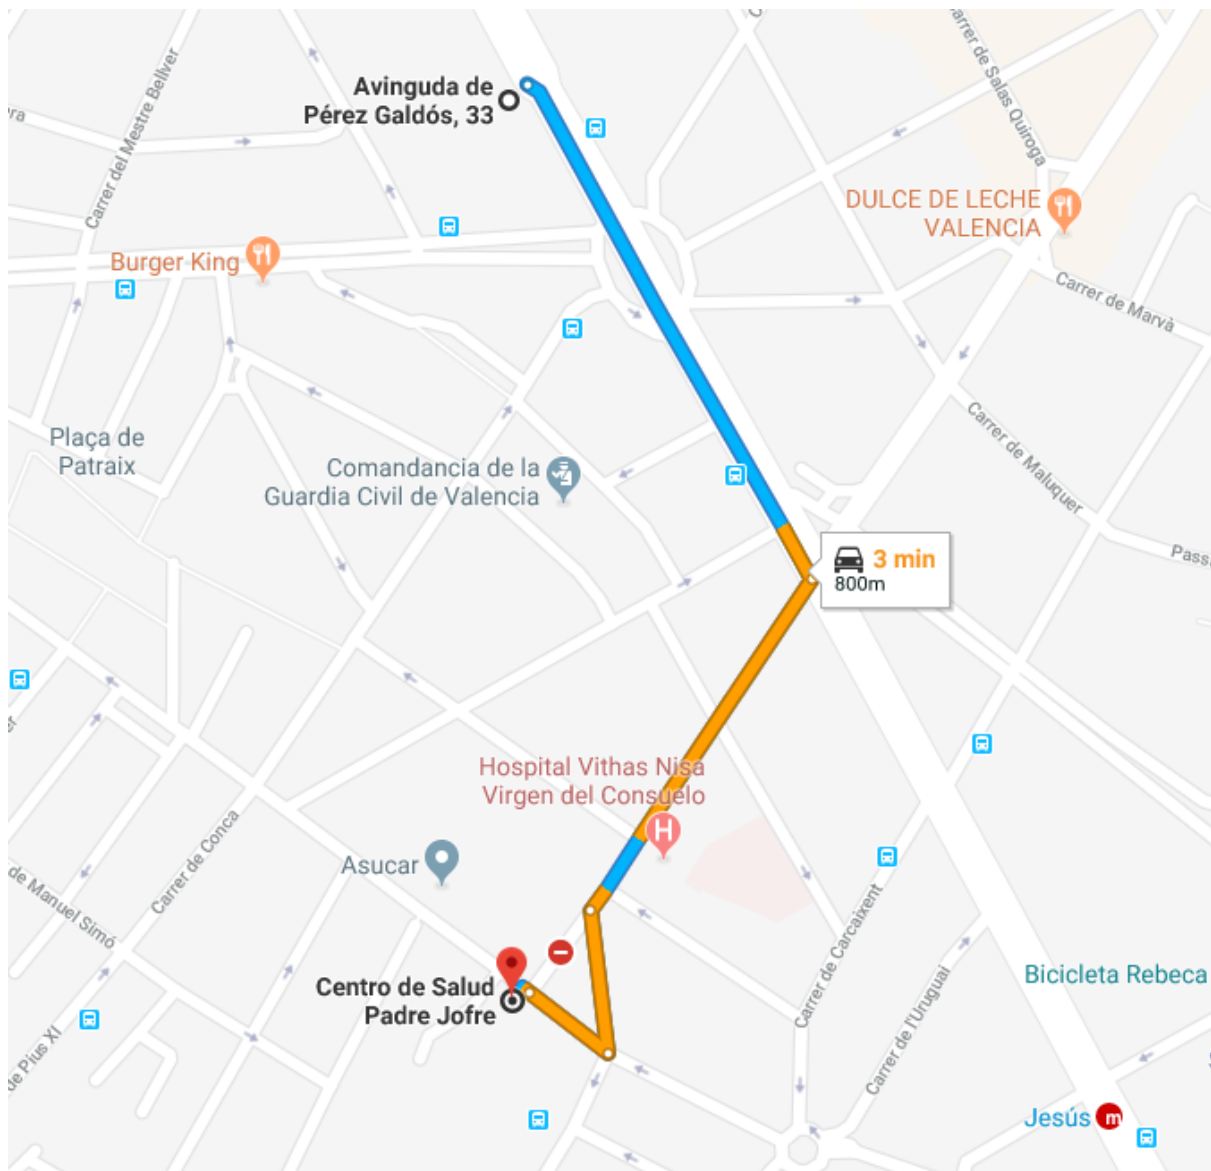 Avinguda de
Pérez Galdós, 33
Carrer de Salas Quiroga
Carrer del Mestre Bellver
DULCE DE LECHE
VALENCIA
Burger King
Carrer de Marvà
Plaça de
Patraix
Comandancia de la
Guardia Civil de Valencia
Carrer de Maluquer
3 min
800m
Hospital Vithas Nisa
Virgen del Consuelo
H
Asucar
Carrer de Conca
de Manuel Simó
Carrer de Carcaixent
Centro de Salud
Padre Jofre
Bicicleta Rebeca
Carrer de l'Uruguai
de Pius XI
Jesús
m